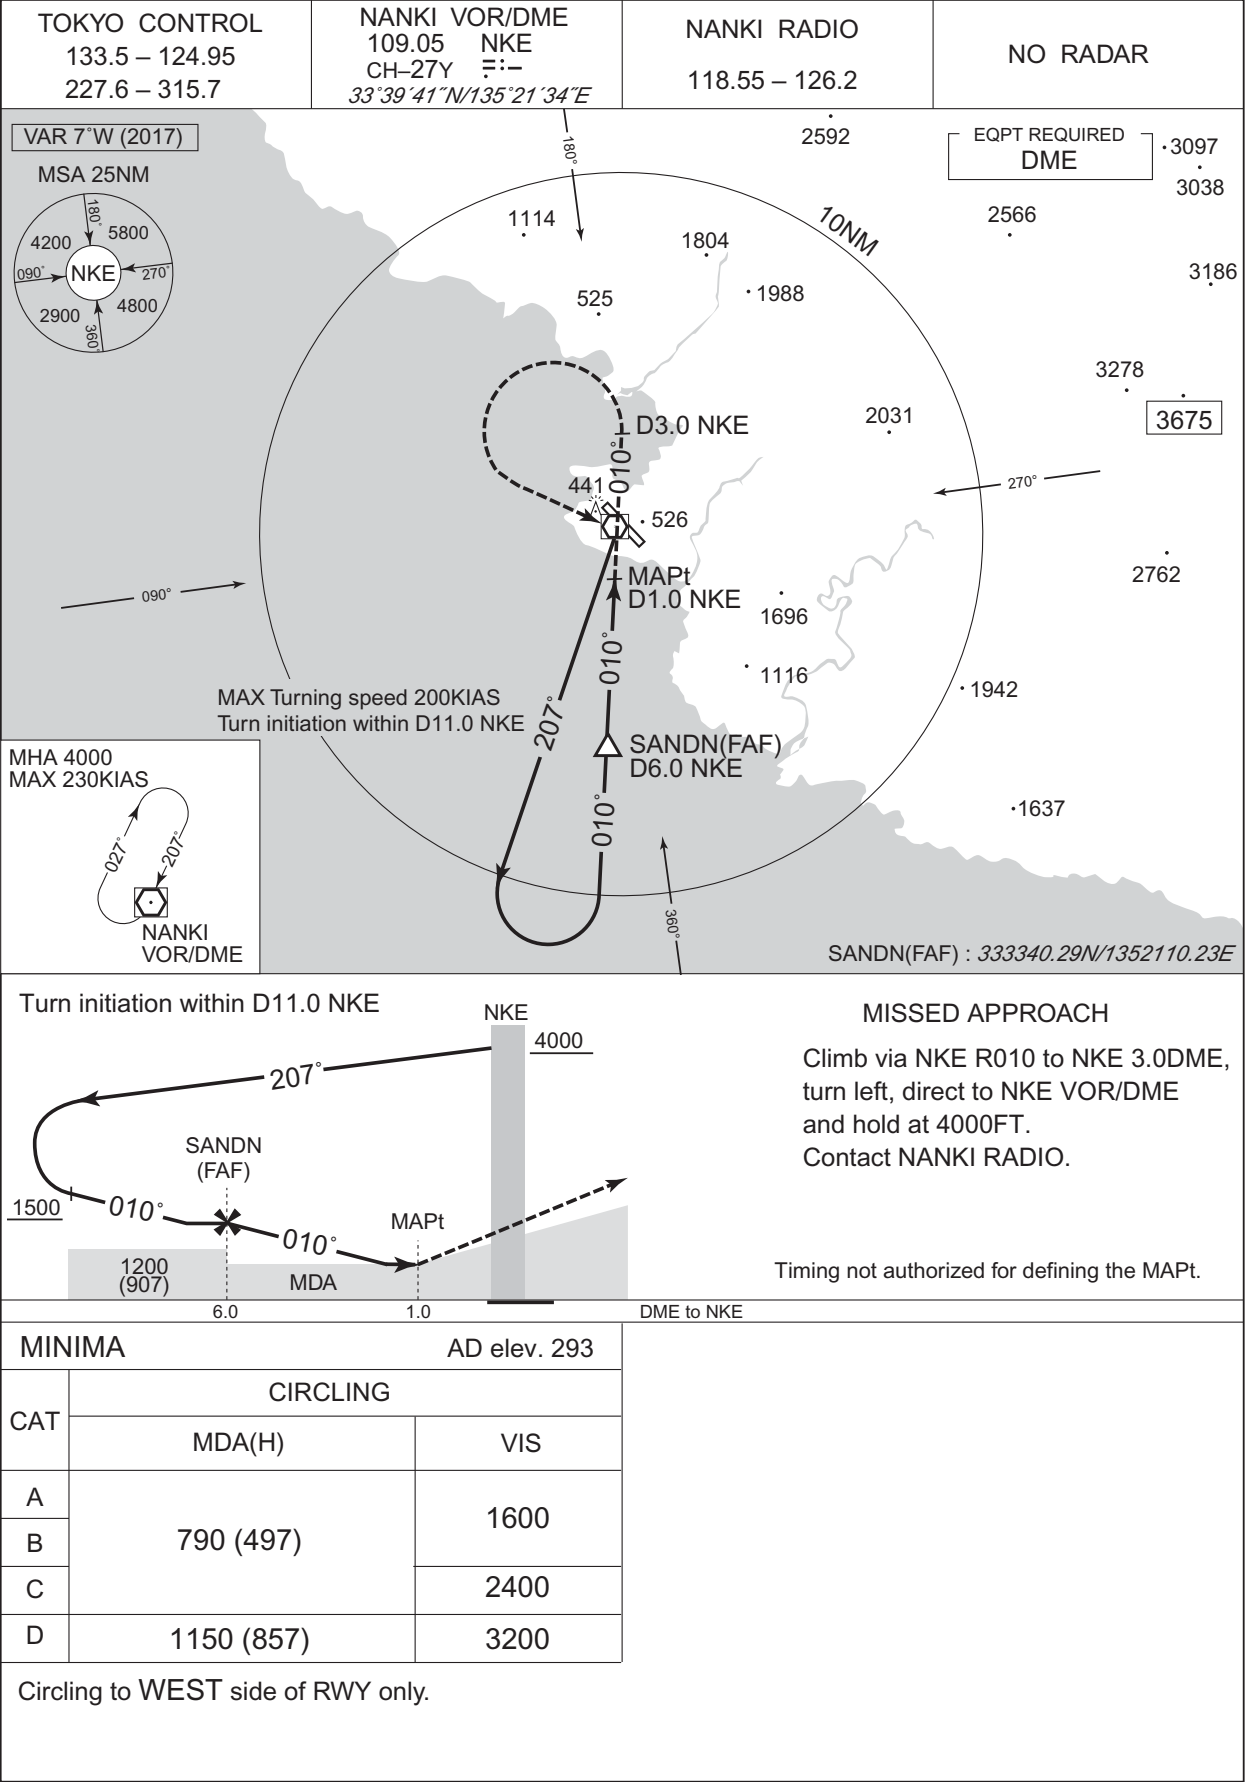 TOKYO CONTROL
133.5 – 124.95
227.6 – 315.7
NANKI VOR/DME
109.05 NKE
CH–27Y
33°39´41˝N/135°21´34˝E
NANKI RADIO
118.55 – 126.2
NO RADAR
VAR 7°W (2017)
MSA 25NM
180°
4200
5800
090°
NKE
270°
2900
4800
360°
EQPT REQUIRED
DME
180°
2592
3097
3038
2566
1114
1804
10NM
3186
525
1988
3278
3675
2031
D3.0 NKE
010°
441
526
270°
2762
MAPt
D1.0 NKE
090°
1696
010°
1116
1942
MAX Turning speed 200KIAS
Turn initiation within D11.0 NKE
207°
SANDN(FAF)
D6.0 NKE
010°
1637
360°
MHA 4000
MAX 230KIAS
027°
207°
NANKI
VOR/DME
SANDN(FAF) : 333340.29N/1352110.23E
Turn initiation within D11.0 NKE
NKE
4000
207°
SANDN
(FAF)
1500
010°
010°
MAPt
1200
(907)
MDA
6.0
1.0
DME to NKE
MISSED APPROACH
Climb via NKE R010 to NKE 3.0DME,
turn left, direct to NKE VOR/DME
and hold at 4000FT.
Contact NANKI RADIO.
Timing not authorized for defining the MAPt.
MINIMA AD elev. 293
CAT
CIRCLING
MDA(H) VIS
A
B
C
D
790 (497)
1600
2400
1150 (857)
3200
Circling to WEST side of RWY only.